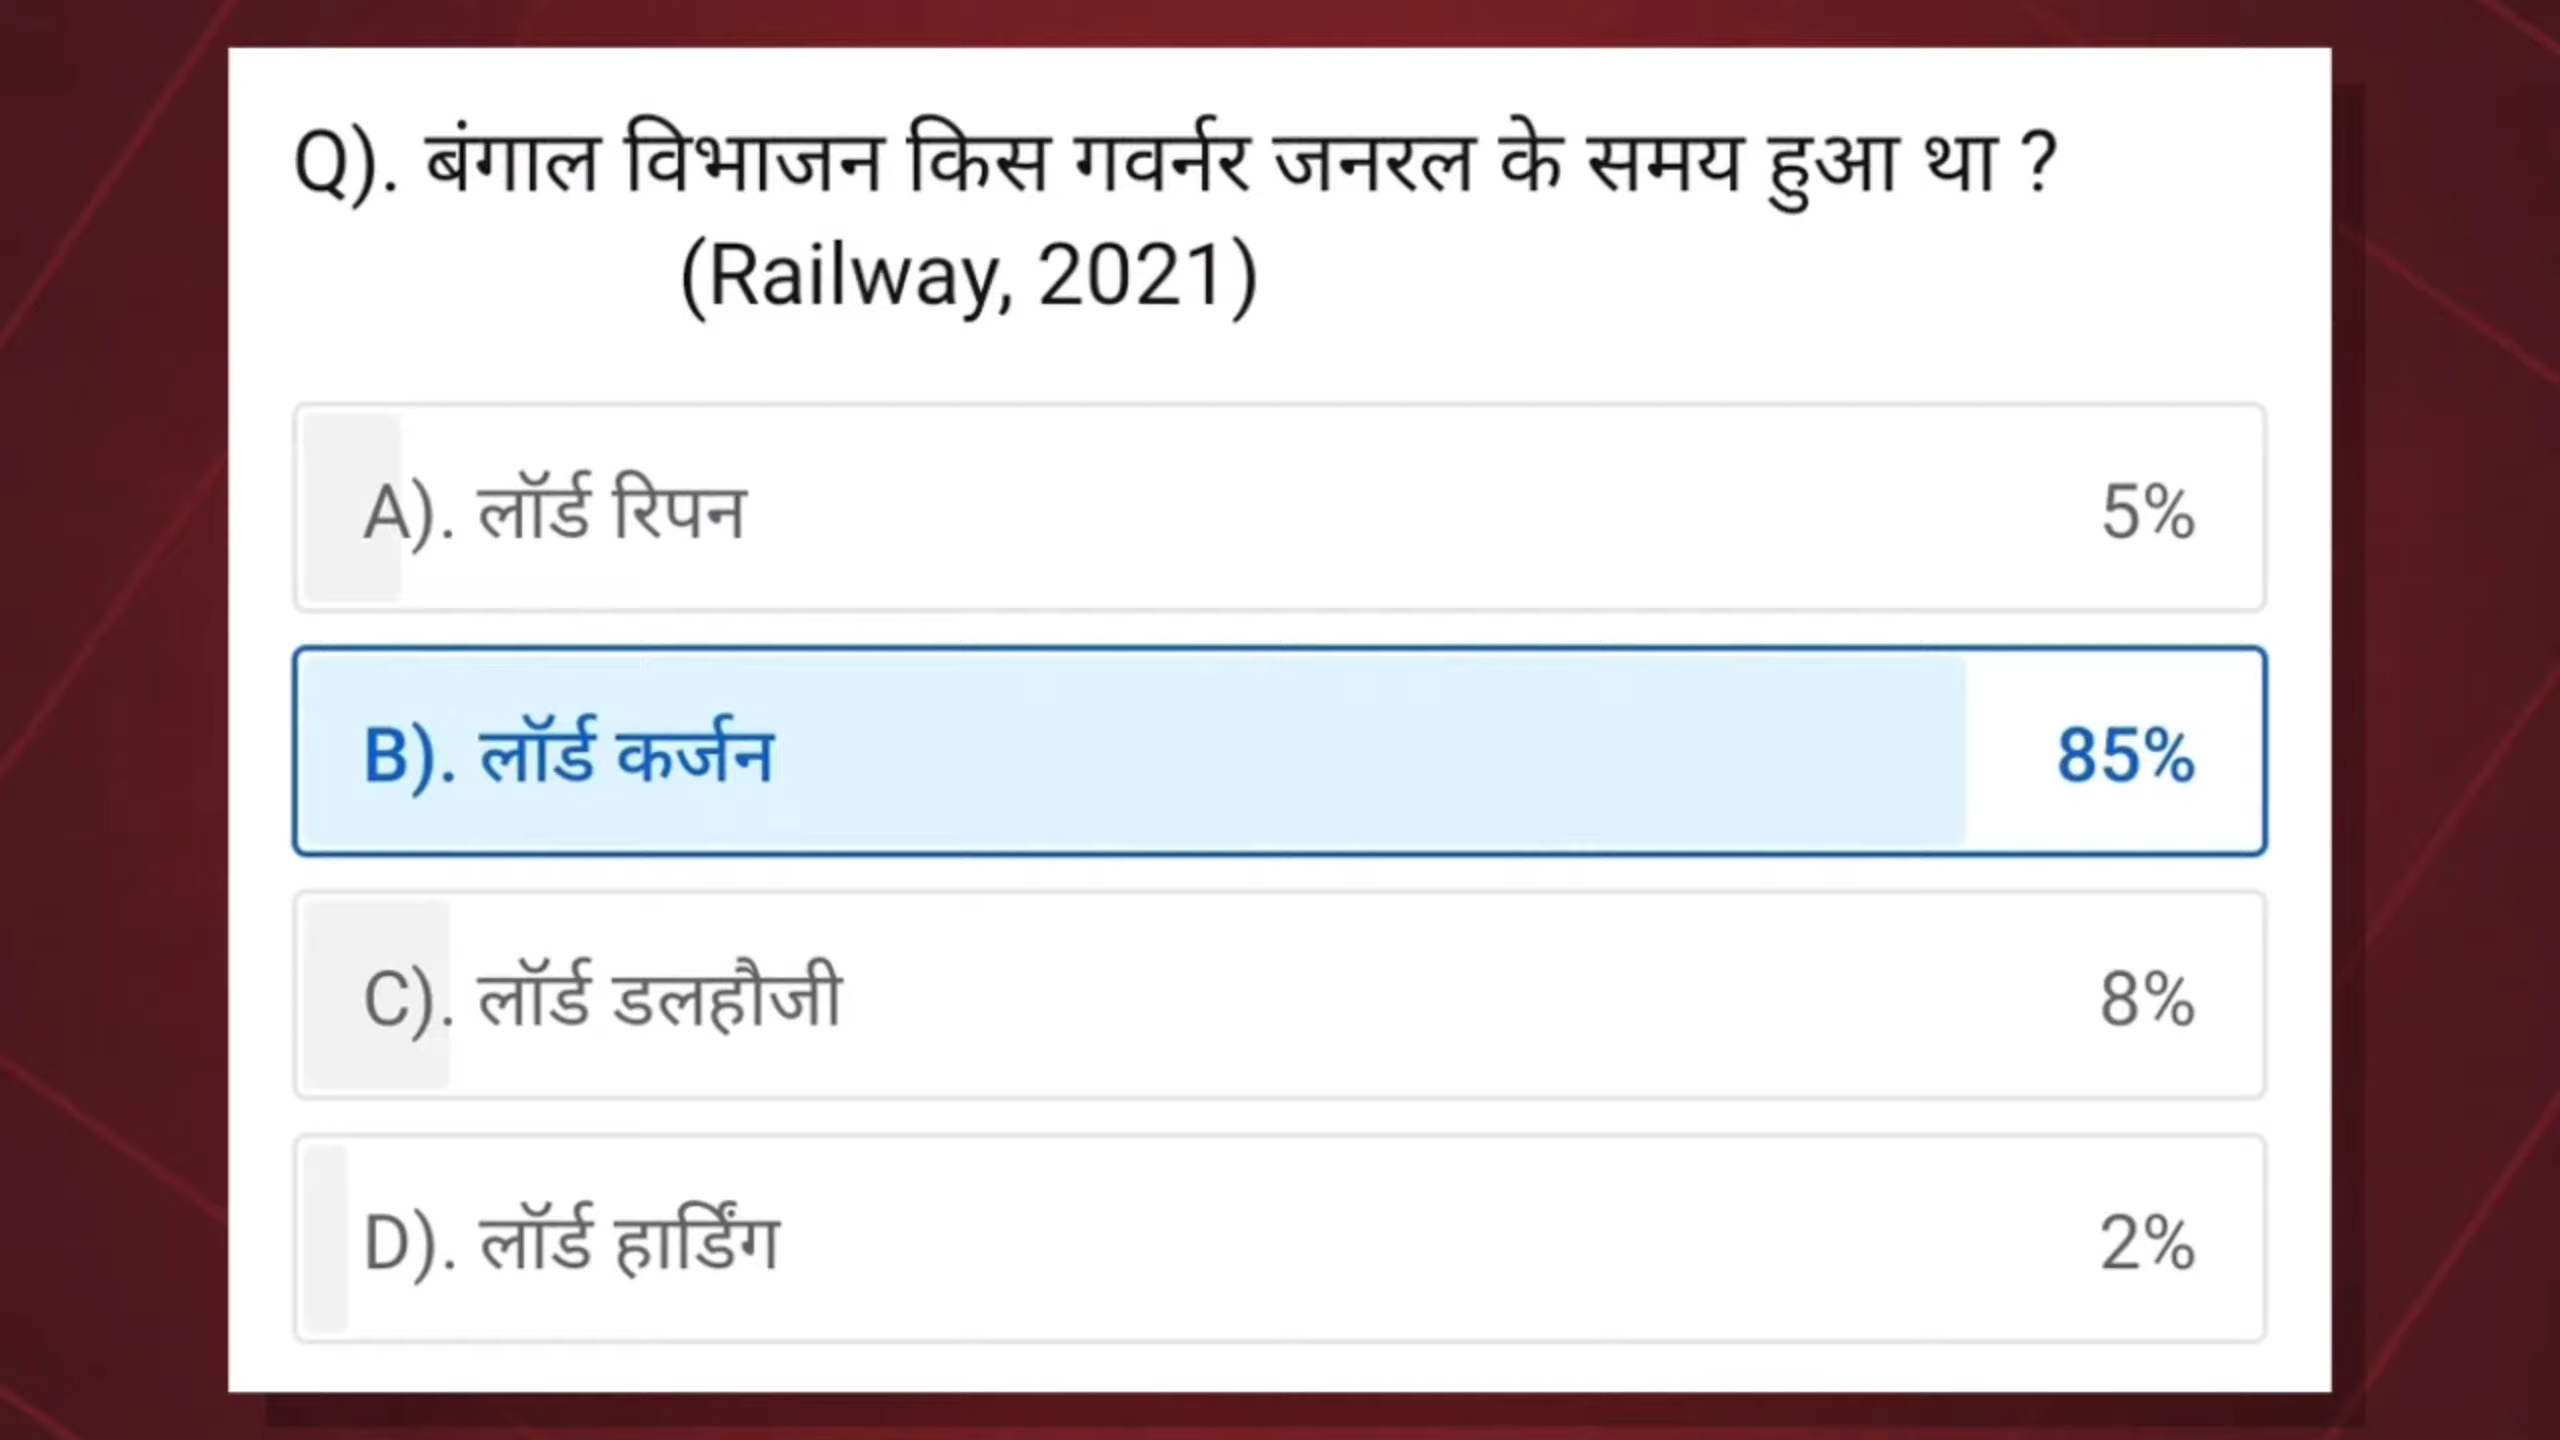 Q). बंगाल विभाजन किस गवर्नर जनरल के समय हुआ था ?
(Railway, 2021)
A). लॉर्ड रिपन 5%
B). लॉर्ड कर्जन 85%
C). लॉर्ड डलहौजी 8%
D). लॉर्ड हार्डिंग 2%